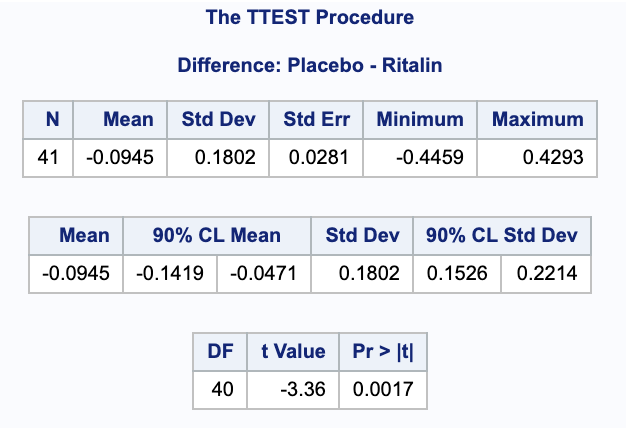 The TTEST Procedure
Difference: Placebo - Ritalin
N Mean Std Dev Std Err Minimum Maximum
41 -0.0945 0.1802 0.0281 -0.4459 0.4293
Mean 90% CL Mean Std Dev 90% CL Std Dev
-0.0945 -0.1419 -0.0471 0.1802 0.1526 0.2214
DF t Value Pr > |t|
40 -3.36 0.0017